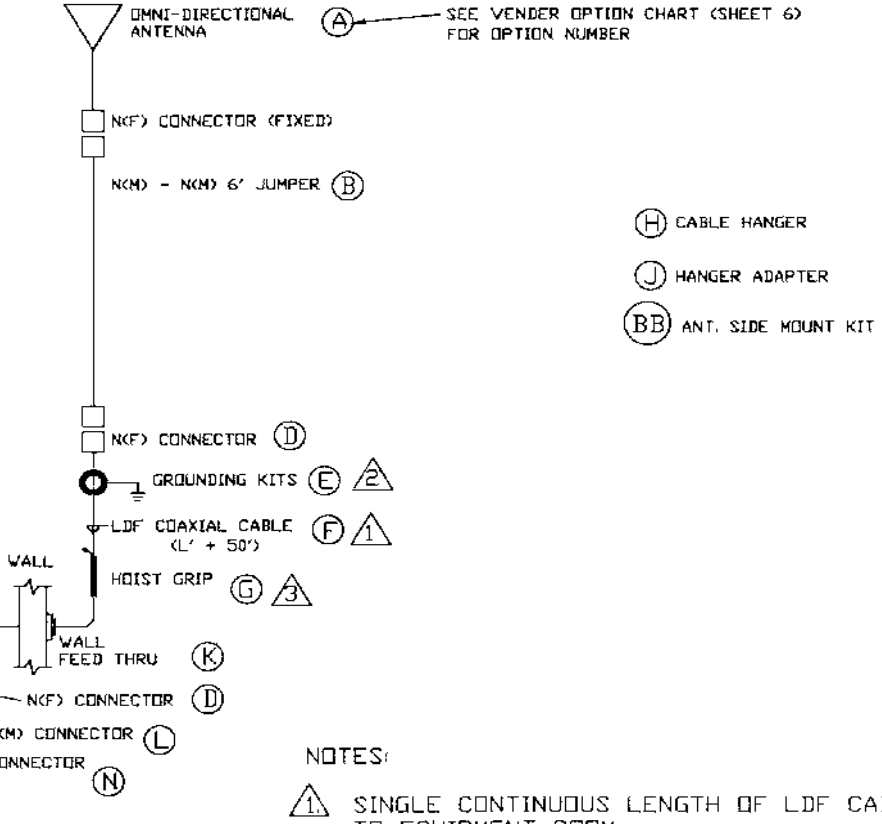 OMNI-DIRECTIONAL
ANTENNA
A
SEE VENDER OPTION CHART (SHEET 6)
FOR OPTION NUMBER
N(F) CONNECTOR (FIXED)
N(M) - N(M) 6' JUMPER B
H CABLE HANGER
J HANGER ADAPTER
BB ANT. SIDE MOUNT KIT
N(F) CONNECTOR D
GROUNDING KITS E 2
LDF COAXIAL CABLE F 1
(L' + 50')
WALL
HOIST GRIP G 3
WALL
FEED THRU K
N(F) CONNECTOR D
(M) CONNECTOR L
ONNECTOR N
NOTES:
1. SINGLE CONTINUOUS LENGTH OF LDF